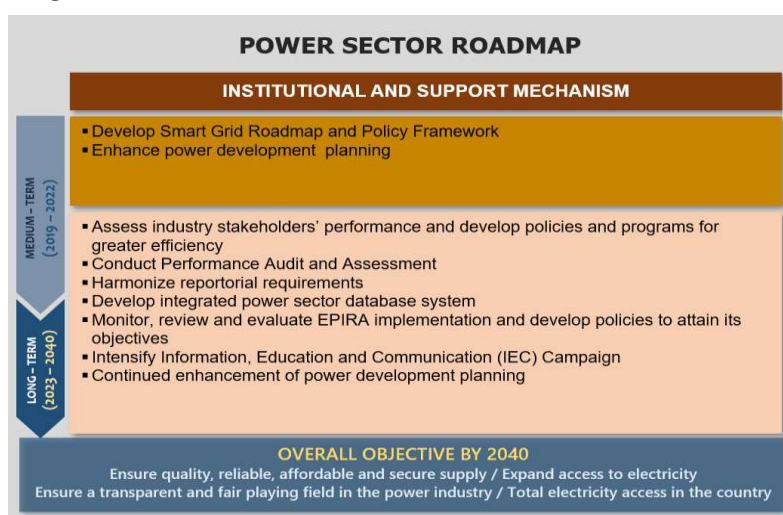 POWER SECTOR ROADMAP
INSTITUTIONAL AND SUPPORT MECHANISM
MEDIUM – TERM
(2019 – 2022)
▪ Develop Smart Grid Roadmap and Policy Framework
▪ Enhance power development planning
▪ Assess industry stakeholders' performance and develop policies and programs for
greater efficiency
▪ Conduct Performance Audit and Assessment
▪ Harmonize reportorial requirements
▪ Develop integrated power sector database system
▪ Monitor, review and evaluate EPIRA implementation and develop policies to attain its
objectives
▪ Intensify Information, Education and Communication (IEC) Campaign
▪ Continued enhancement of power development planning
LONG – TERM
(2023 – 2040)
OVERALL OBJECTIVE BY 2040
Ensure quality, reliable, affordable and secure supply / Expand access to electricity
Ensure a transparent and fair playing field in the power industry / Total electricity access in the country